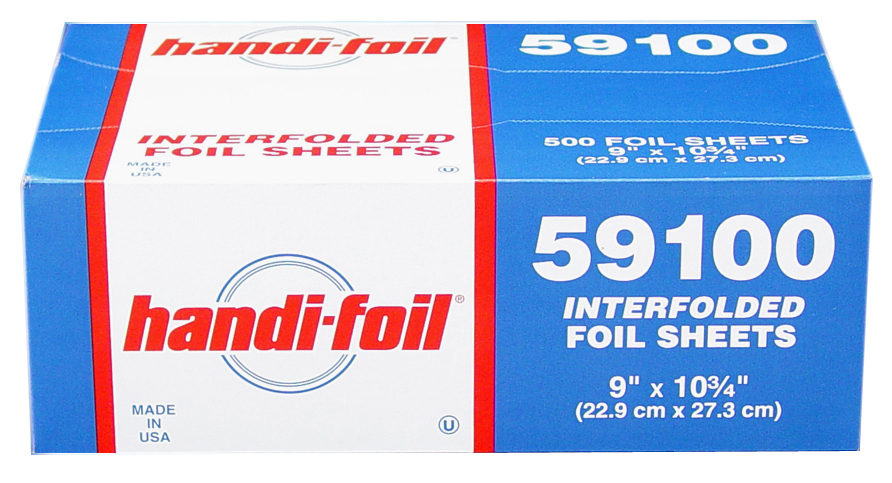 handi-foil
59100
INTERFOLDED
FOIL SHEETS
MADE
IN
USA
U
500 FOIL SHEETS
9" x 10¾"
(22.9 cm x 27.3 cm)
handi-foil®
MADE
IN
USA
U
59100
INTERFOLDED
FOIL SHEETS
9" x 10¾"
(22.9 cm x 27.3 cm)